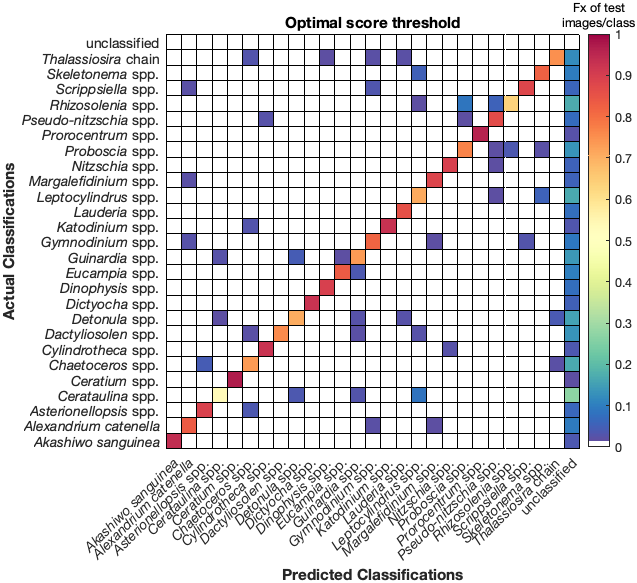 Optimal score threshold
Fx of test
images/class
unclassified
Thalassiosira chain
Skeletonema spp.
Scrippsiella spp.
Rhizosolenia spp.
Pseudo-nitzschia spp.
Prorocentrum spp.
Proboscia spp.
Nitzschia spp.
Margalefidinium spp.
Leptocylindrus spp.
Lauderia spp.
Katodinium spp.
Gymnodinium spp.
Guinardia spp.
Eucampia spp.
Dinophysis spp.
Dictyocha spp.
Detonula spp.
Dactyliosolen spp.
Cylindrotheca spp.
Chaetoceros spp.
Ceratium spp.
Cerataulina spp.
Asterionellopsis spp.
Alexandrium catenella
Akashiwo sanguinea
Actual Classifications
1
0.9
0.8
0.7
0.6
0.5
0.4
0.3
0.2
0.1
0
Akashiwo sanguinea
Alexandrium catenella
Asterionellopsis spp.
Cerataulina spp.
Ceratium spp.
Chaetoceros spp.
Cylindrotheca spp.
Dactyliosolen spp.
Detonula spp.
Dictyocha spp.
Dinophysis spp.
Eucampia spp.
Guinardia spp.
Gymnodinium spp.
Katodinium spp.
Lauderia spp.
Leptocylindrus spp.
Margalefidinium spp.
Nitzschia spp.
Proboscia spp.
Prorocentrum spp.
Pseudo-nitzschia spp.
Rhizosolenia spp.
Scrippsiella spp.
Skeletonema spp.
Thalassiosira chain
unclassified
Predicted Classifications